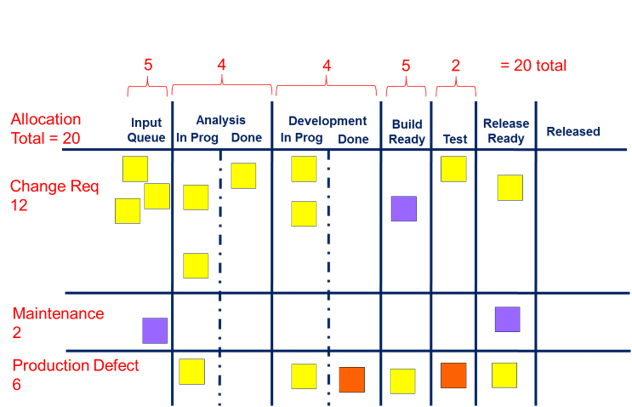 5 4 4 5 2 = 20 total
Allocation
Total = 20
Input
Queue
Analysis
In Prog Done
Development
In Prog Done
Build
Ready
Test
Release
Ready
Released
Change Req
12
Maintenance
2
Production Defect
6